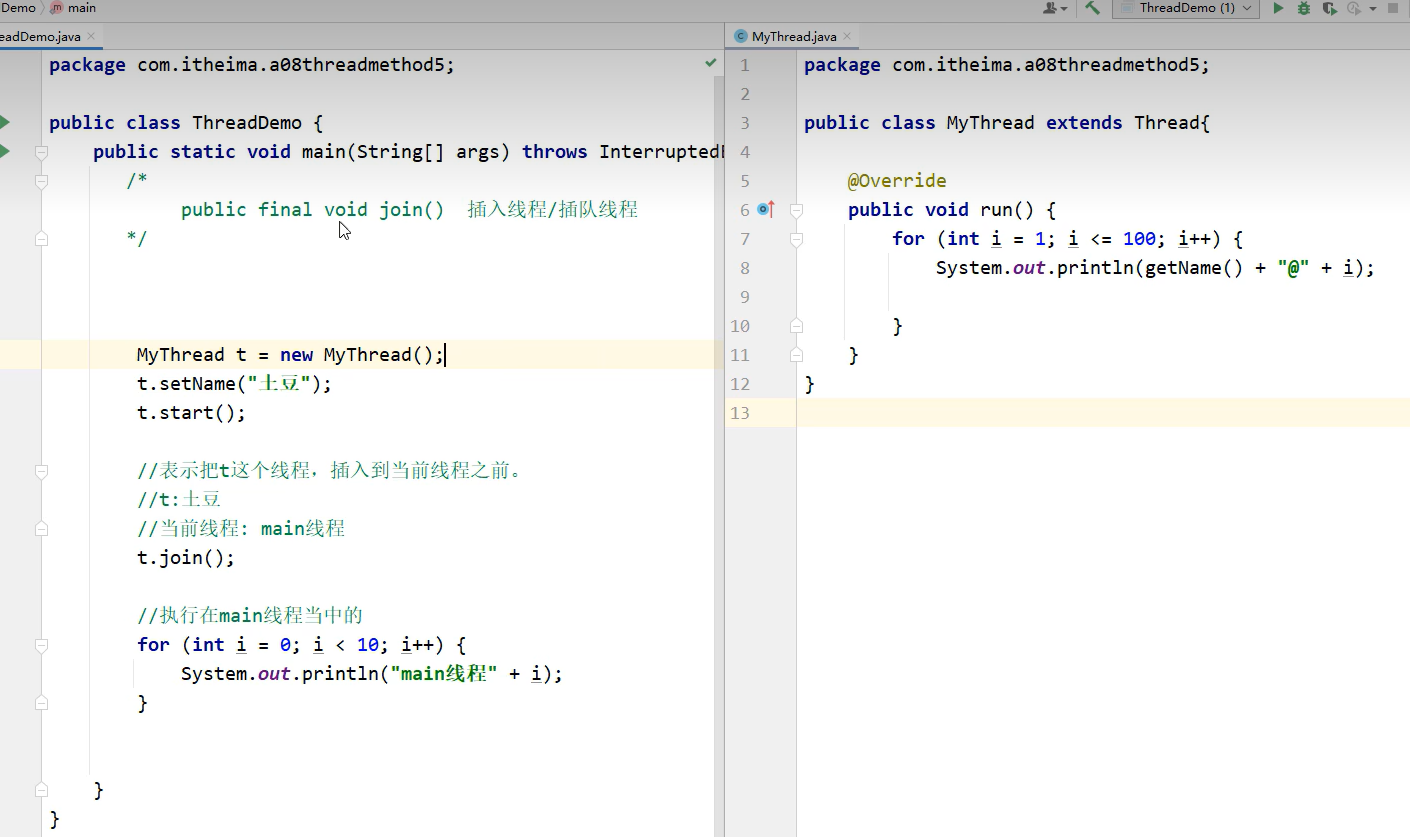 Demo main
ThreadDemo (1)
eadDemo.java
package com.itheima.a08threadmethod5;
public class ThreadDemo {
public static void main(String[] args) throws Interrupted
/*
public final void join() 插入线程/插队线程
*/
MyThread t = new MyThread();
t.setName("土豆");
t.start();
//表示把t这个线程，插入到当前线程之前。
//t:土豆
//当前线程: main线程
t.join();
//执行在main线程当中的
for (int i = 0; i < 10; i++) {
System.out.println("main线程" + i);
}
}
}
MyThread.java
1 package com.itheima.a08threadmethod5;
2
3 public class MyThread extends Thread{
4
5 @Override
6 public void run() {
7 for (int i = 1; i <= 100; i++) {
8 System.out.println(getName() + "@" + i);
9
10 }
11 }
12 }
13